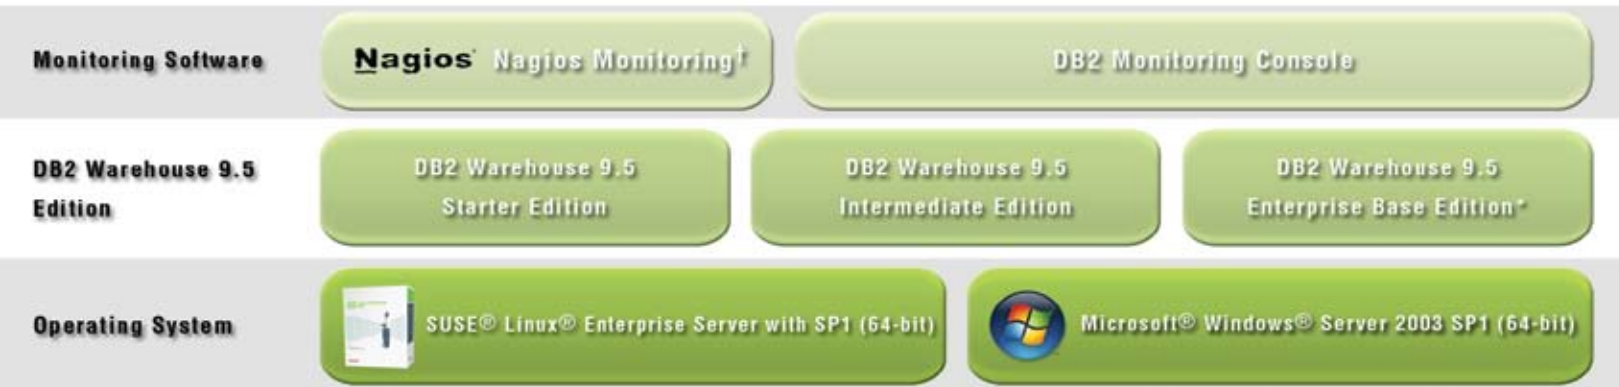 Monitoring Software
Nagios® Nagios Monitoring†
DB2 Monitoring Console
DB2 Warehouse 9.5
Edition
DB2 Warehouse 9.5
Starter Edition
DB2 Warehouse 9.5
Intermediate Edition
DB2 Warehouse 9.5
Enterprise Base Edition*
Operating System
SUSE® Linux® Enterprise Server with SP1 (64-bit)
Microsoft® Windows® Server 2003 SP1 (64-bit)